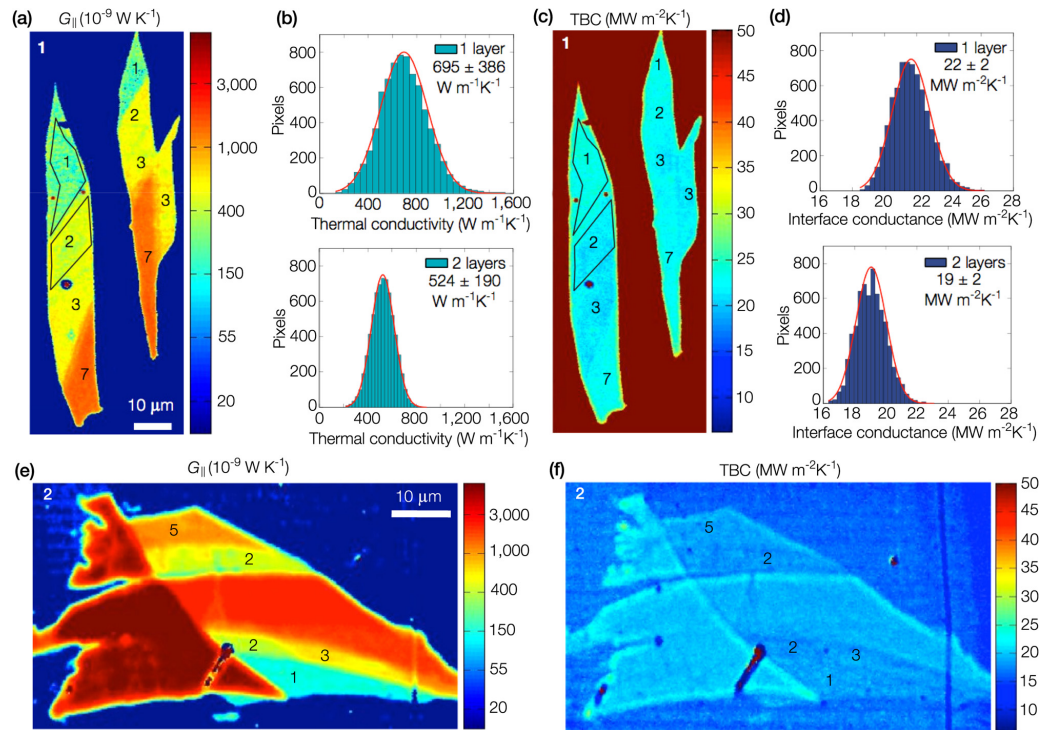 (a) G|| (10⁻⁹ W K⁻¹)
1
1
2
3
1
3
2
3
7
7
10 μm
3,000
1,000
400
150
55
20
(b)
1 layer
695 ± 386
W m⁻¹K⁻¹
Pixels
800
600
400
200
0
0 400 800 1,200 1,600
Thermal conductivity (W m⁻¹K⁻¹)
2 layers
524 ± 190
W m⁻¹K⁻¹
Pixels
800
600
400
200
0
0 400 800 1,200 1,600
Thermal conductivity (W m⁻¹K⁻¹)
(c) TBC (MW m⁻²K⁻¹)
1
1
2
3
1
3
2
3
7
7
50
45
40
35
30
25
20
15
10
(d)
1 layer
22 ± 2
MW m⁻²K⁻¹
Pixels
800
600
400
200
0
16 18 20 22 24 26 28
Interface conductance (MW m⁻²K⁻¹)
2 layers
19 ± 2
MW m⁻²K⁻¹
Pixels
800
600
400
200
0
16 18 20 22 24 26 28
Interface conductance (MW m⁻²K⁻¹)
(e) G|| (10⁻⁹ W K⁻¹)
2
10 μm
5
2
2
3
1
3,000
1,000
400
150
55
20
(f) TBC (MW m⁻²K⁻¹)
2
5
2
2
3
1
50
45
40
35
30
25
20
15
10